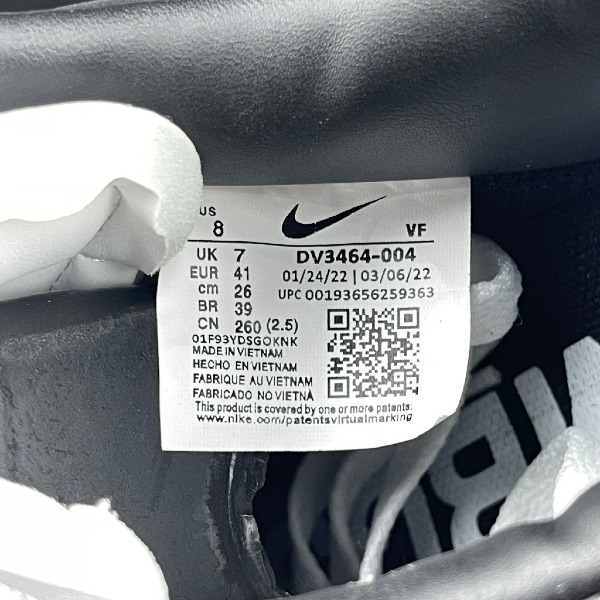 US 8 VF
UK 7 DV3464-004
EUR 41 01/24/22 | 03/06/22
cm 26 UPC 00193656259363
BR 39
CN 260 (2.5)
01F93YDSGOKNK
MADE IN VIETNAM
HECHO EN VIETNAM
FABRIQUE AU VIETNAM
FABRICADO NO VIETNÃ
This product is covered by one or more patents:
www.nike.com/patentsvirtualmarking